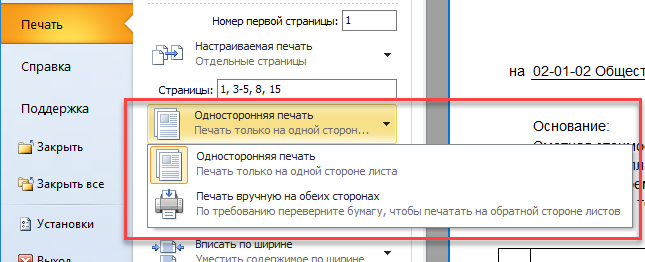 Печать
Справка
Поддержка
Закрыть
Закрыть все
Установки
Выход
Номер первой страницы: 1
Настраиваемая печать
Отдельные страницы
Страницы: 1, 3-5, 8, 15
Односторонняя печать
Печать только на одной сторон...
Односторонняя печать
Печать только на одной стороне листа
Печать вручную на обеих сторонах
По требованию переверните бумагу, чтобы печатать на обратной стороне листов
Вписать по ширине
Уместить содержимое по ширине
на 02-01-02 Общест
Основание: